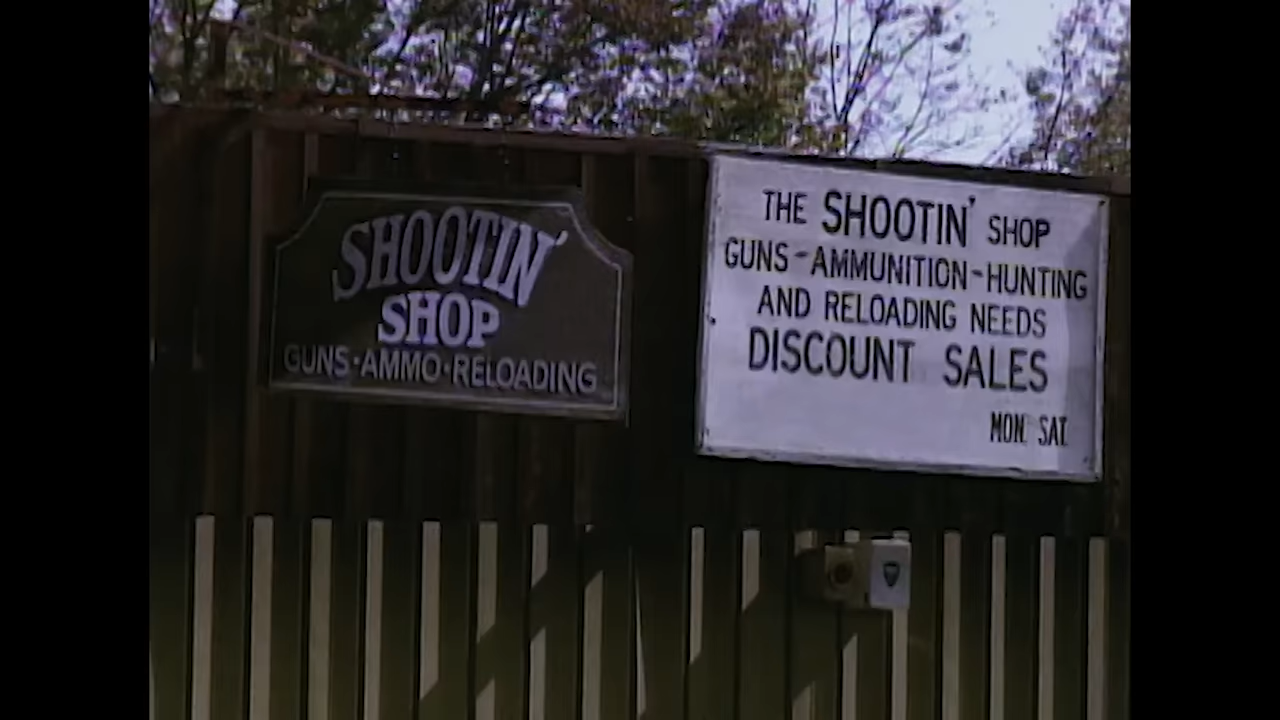 SHOOTIN'
SHOP
GUNS·AMMO·RELOADING
THE SHOOTIN' SHOP
GUNS-AMMUNITION-HUNTING
AND RELOADING NEEDS
DISCOUNT SALES
MON. SAT.